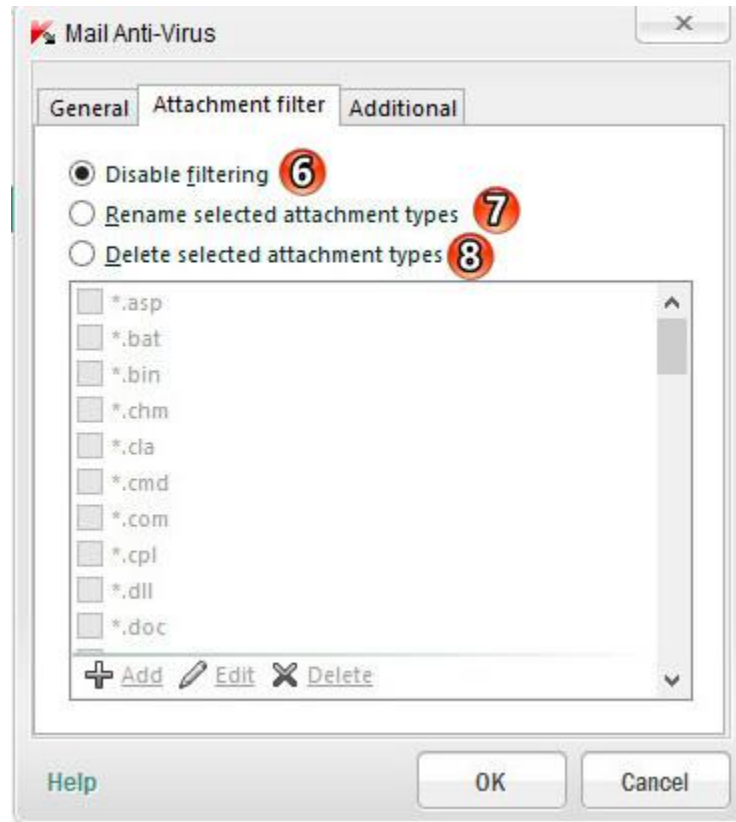 Mail Anti-Virus
General Attachment filter Additional
Disable filtering 6
Rename selected attachment types 7
Delete selected attachment types 8
*.asp
*.bat
*.bin
*.chm
*.cla
*.cmd
*.com
*.cpl
*.dll
*.doc
Add Edit Delete
Help OK Cancel